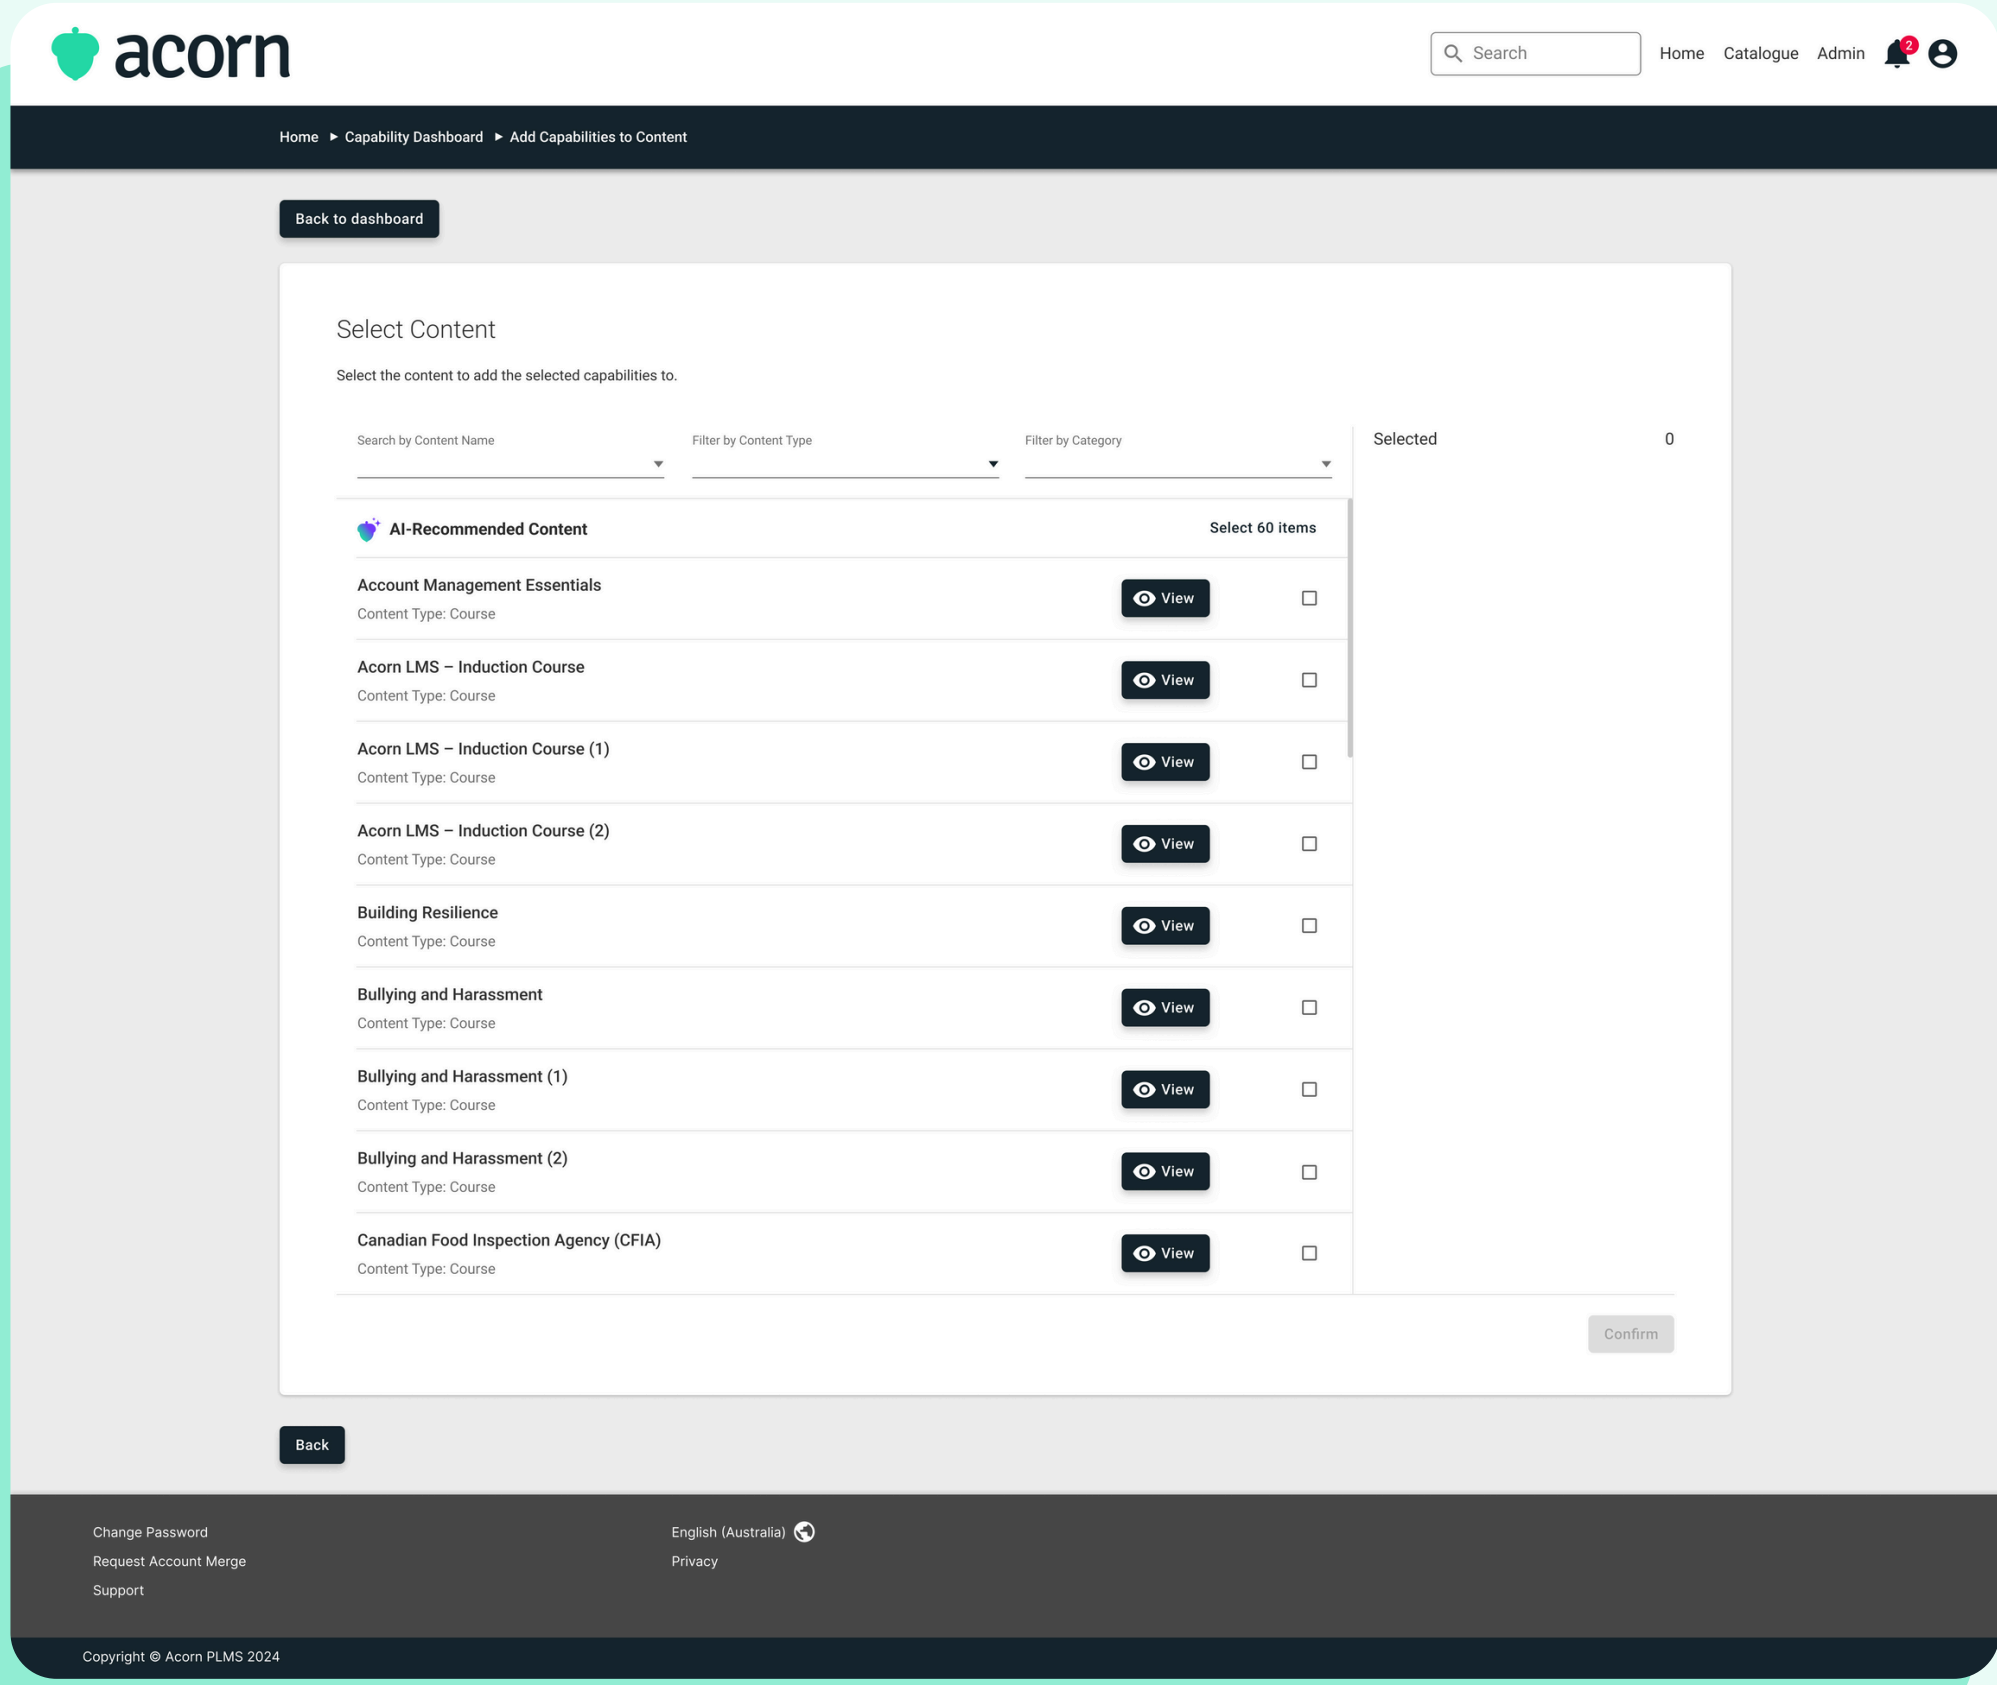 acorn
Search
Home Catalogue Admin 2
Home ▶ Capability Dashboard ▶ Add Capabilities to Content
Back to dashboard
Select Content
Select the content to add the selected capabilities to.
Search by Content Name Filter by Content Type Filter by Category
Selected 0
AI-Recommended Content Select 60 items
Account Management Essentials
Content Type: Course
View
Acorn LMS – Induction Course
Content Type: Course
View
Acorn LMS – Induction Course (1)
Content Type: Course
View
Acorn LMS – Induction Course (2)
Content Type: Course
View
Building Resilience
Content Type: Course
View
Bullying and Harassment
Content Type: Course
View
Bullying and Harassment (1)
Content Type: Course
View
Bullying and Harassment (2)
Content Type: Course
View
Canadian Food Inspection Agency (CFIA)
Content Type: Course
View
Confirm
Back
Change Password
Request Account Merge
Support
English (Australia)
Privacy
Copyright © Acorn PLMS 2024